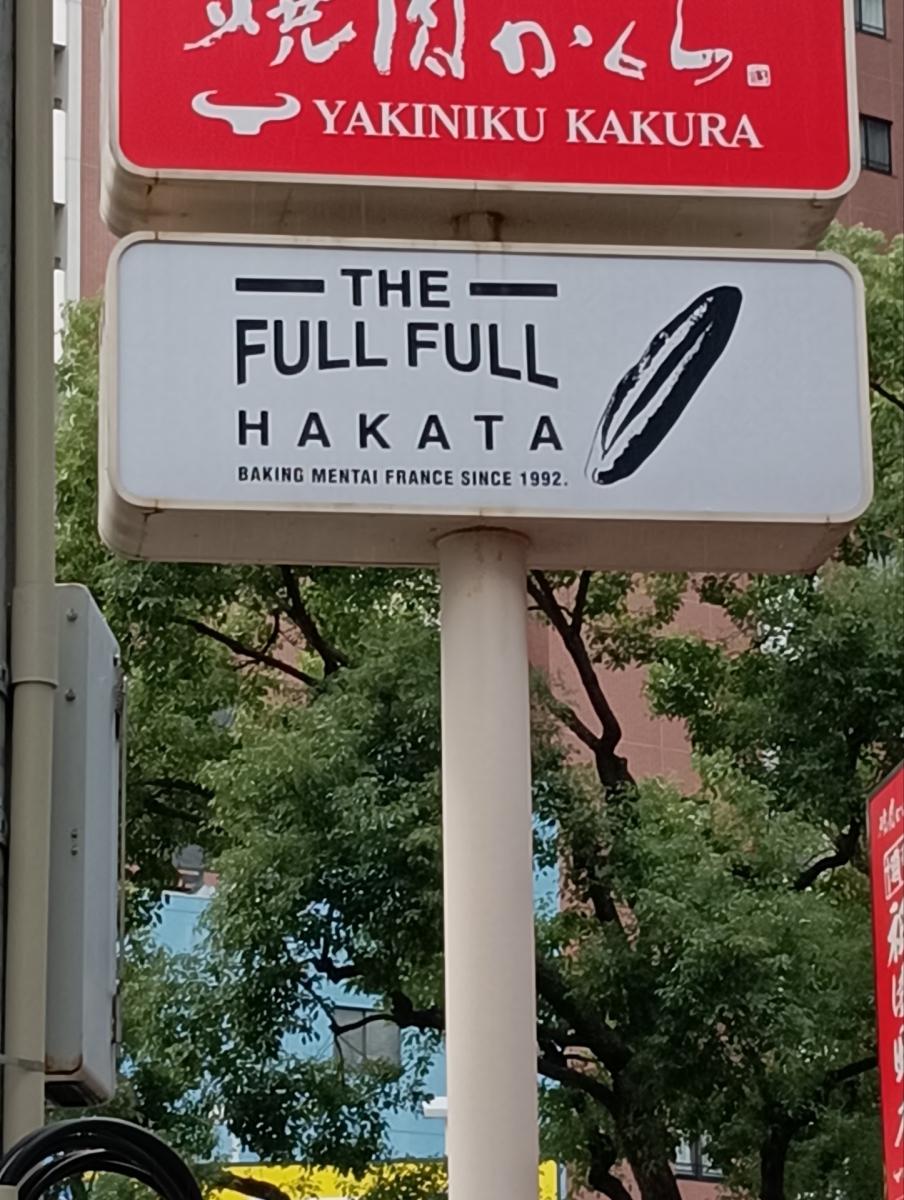 焼肉かくら
YAKINIKU KAKURA
THE
FULL FULL
HAKATA
BAKING MENTAI FRANCE SINCE 1992.